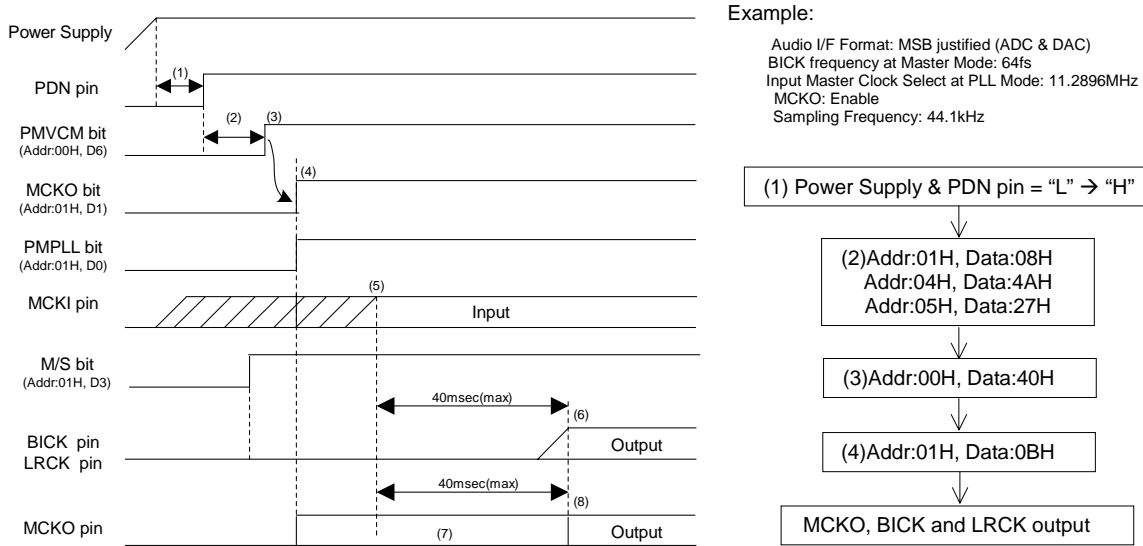 Power Supply
(1)
PDN pin
(2)
(3)
PMVCM bit
(Addr:00H, D6)
(4)
MCKO bit
(Addr:01H, D1)
PMPLL bit
(Addr:01H, D0)
(5)
MCKI pin
Input
M/S bit
(Addr:01H, D3)
40msec(max)
(6)
BICK pin
LRCK pin
Output
40msec(max)
(8)
MCKO pin
(7)
Output
Example:
Audio I/F Format: MSB justified (ADC & DAC)
BICK frequency at Master Mode: 64fs
Input Master Clock Select at PLL Mode: 11.2896MHz
MCKO: Enable
Sampling Frequency: 44.1kHz
(1) Power Supply & PDN pin = “L” → “H”
(2)Addr:01H, Data:08H
Addr:04H, Data:4AH
Addr:05H, Data:27H
(3)Addr:00H, Data:40H
(4)Addr:01H, Data:0BH
MCKO, BICK and LRCK output